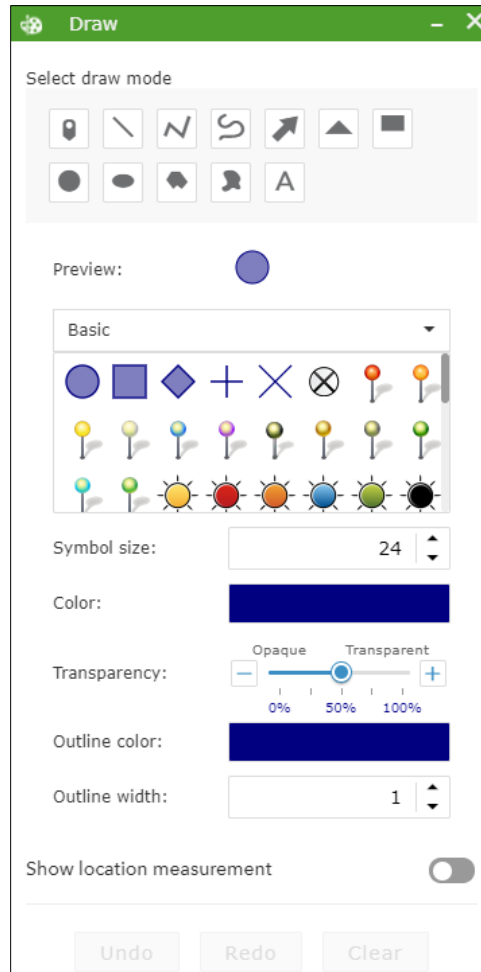 Draw
Select draw mode
A
Preview:
Basic
Symbol size: 24
Color:
Opaque Transparent
Transparency:
0% 50% 100%
Outline color:
Outline width: 1
Show location measurement
Undo Redo Clear